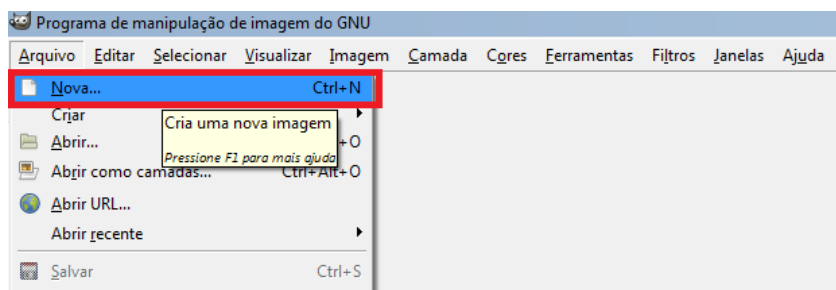 Programa de manipulação de imagem do GNU
Arquivo Editar Selecionar Visualizar Imagem Camada Cores Ferramentas Filtros Janelas Ajuda
Nova... Ctrl+N
Criar
Cria uma nova imagem
Abrir... +O
Pressione F1 para mais ajuda
Abrir como camadas... Ctrl+Alt+O
Abrir URL...
Abrir recente
Salvar Ctrl+S